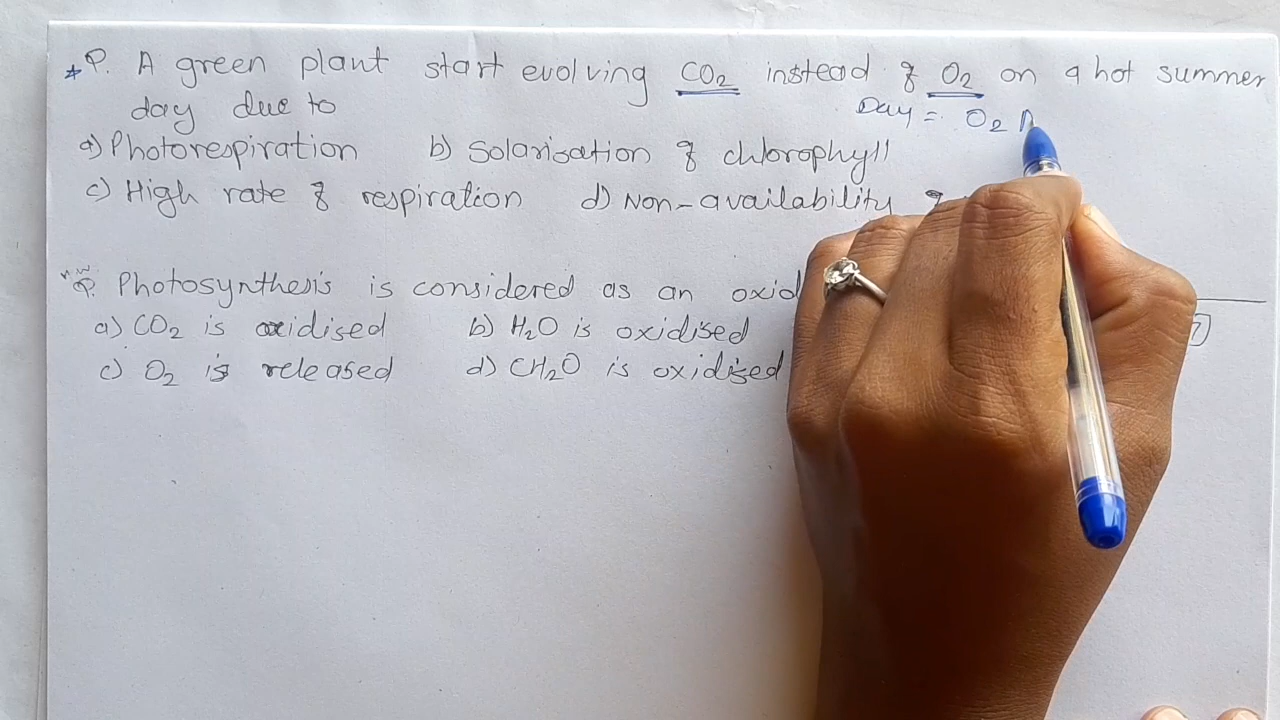 * Q. A green plant start evolving CO₂ instead of O₂ on a hot summer
day due to
Day = O₂
a) Photorespiration b) Solarisation of chlorophyll
c) High rate of respiration d) Non-availability
Q. Photosynthesis is considered as an
a) CO₂ is oxidised b) H₂O is oxidised
c) O₂ is released d) CH₂O is oxidised